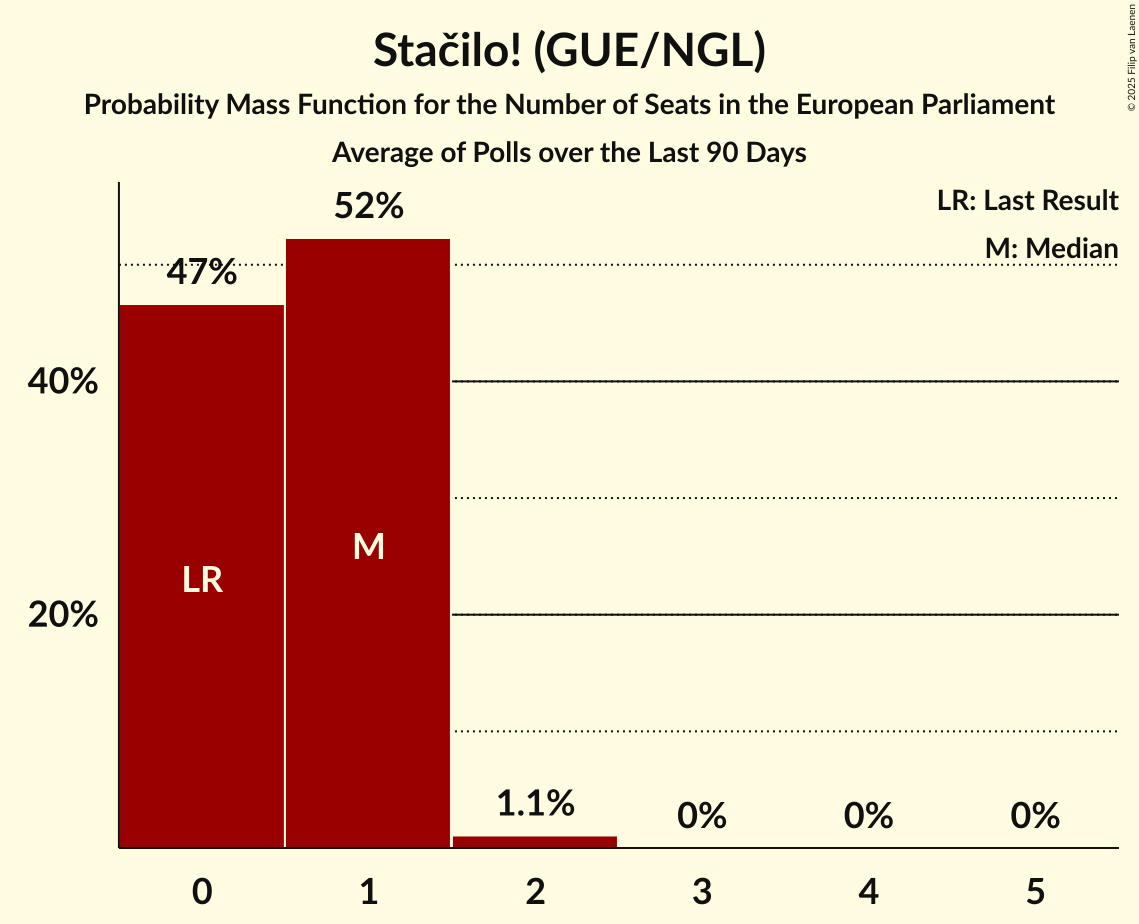 Stačilo! (GUE/NGL)
Probability Mass Function for the Number of Seats in the European Parliament
Average of Polls over the Last 90 Days
© 2025 Filip van Laenen
LR: Last Result
M: Median
52%
47%
40%
M
LR
20%
1.1%
0%
0%
0%
0
1
2
3
4
5